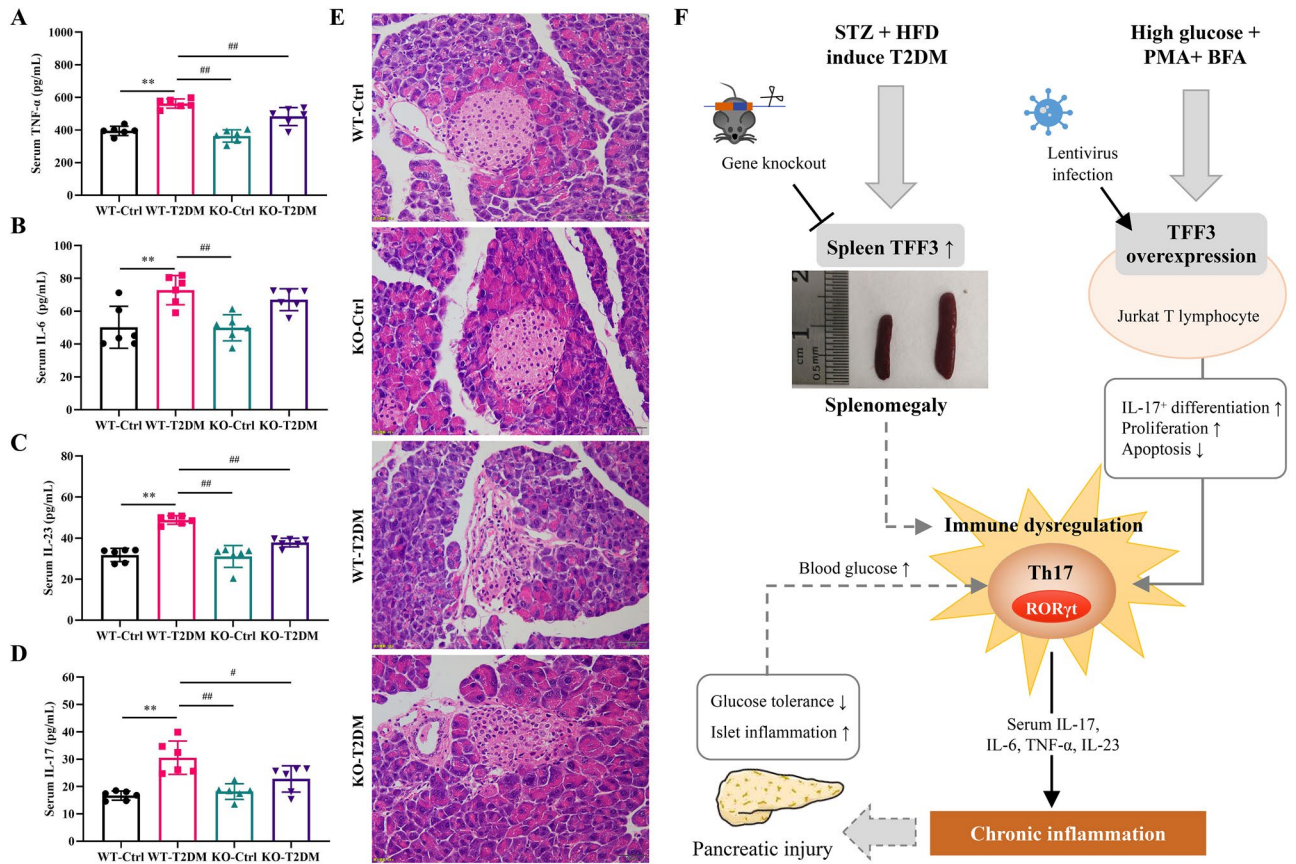 A
Serum TNF-α (pg/mL)
1000
800
600
400
200
0
**
##
##
WT-Ctrl WT-T2DM KO-Ctrl KO-T2DM
B
Serum IL-6 (pg/mL)
100
80
60
40
20
0
**
##
WT-Ctrl WT-T2DM KO-Ctrl KO-T2DM
C
Serum IL-23 (pg/mL)
80
60
40
20
0
**
##
##
WT-Ctrl WT-T2DM KO-Ctrl KO-T2DM
D
Serum IL-17 (pg/mL)
60
50
40
30
20
10
0
**
##
#
WT-Ctrl WT-T2DM KO-Ctrl KO-T2DM
E
WT-Ctrl
KO-Ctrl
WT-T2DM
KO-T2DM
F
STZ + HFD
induce T2DM
High glucose +
PMA+ BFA
Gene knockout
Lentivirus
infection
Spleen TFF3 ↑
TFF3
overexpression
Jurkat T lymphocyte
2
1
cm
0.5mm
Splenomegaly
IL-17⁺ differentiation ↑
Proliferation ↑
Apoptosis ↓
Immune dysregulation
Th17
RORγt
Blood glucose ↑
Glucose tolerance ↓
Islet inflammation ↑
Serum IL-17,
IL-6, TNF-α, IL-23
Pancreatic injury
Chronic inflammation